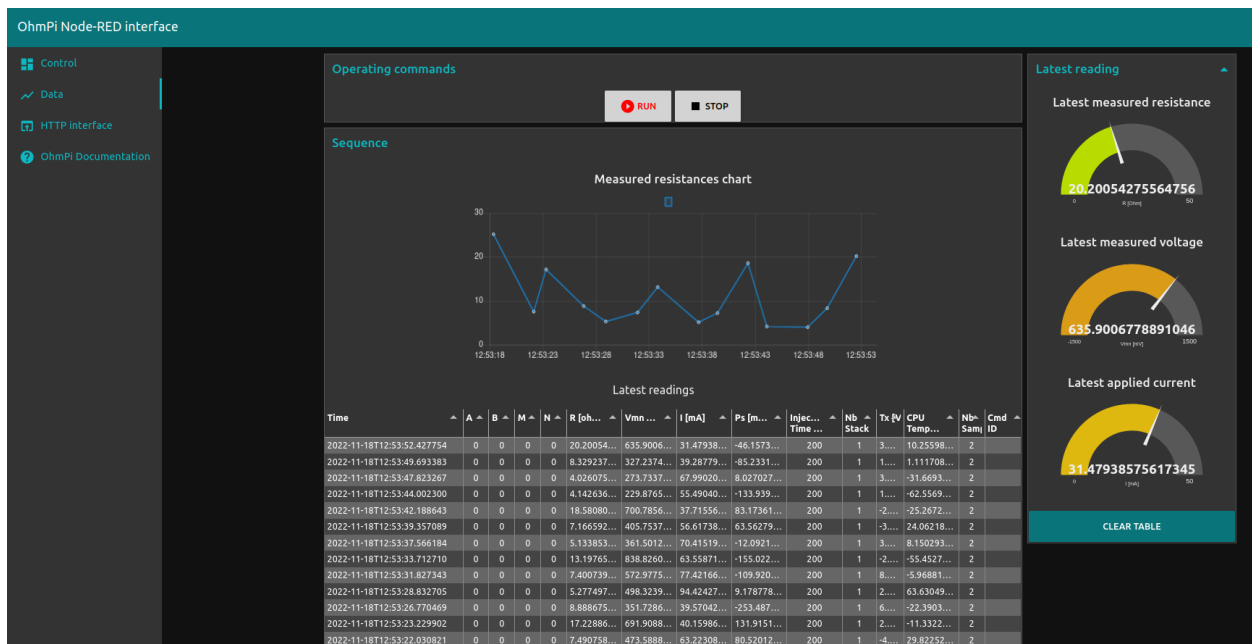 OhmPi Node-RED interface
Control
Data
HTTP interface
OhmPi Documentation
Operating commands
RUN STOP
Sequence
Measured resistances chart
30
20
10
0
12:53:18 12:53:23 12:53:28 12:53:33 12:53:38 12:53:43 12:53:48 12:53:53
Latest readings
Time A B M N R [oh... Vmn ... I [mA] Ps [m... Injec... Time ... Nb Stack Tx [V CPU Temp... Nb Samp Cmd ID
2022-11-18T12:53:52.427754 0 0 0 0 20.20054... 635.9006... 31.47938... -46.1573... 200 1 3.... 10.25598... 2
2022-11-18T12:53:49.693383 0 0 0 0 8.329237... 327.2374... 39.28779... -85.2331... 200 1 1.... 1.111708... 2
2022-11-18T12:53:47.823267 0 0 0 0 4.026075... 273.7337... 67.99020... 8.027027... 200 1 3.... -31.6693... 2
2022-11-18T12:53:44.002300 0 0 0 0 4.142636... 229.8765... 55.49040... -133.939... 200 1 1.... -62.5569... 2
2022-11-18T12:53:42.188643 0 0 0 0 18.58080... 700.7856... 37.71556... 83.17361... 200 1 -2.... -25.2672... 2
2022-11-18T12:53:39.357089 0 0 0 0 7.166592... 405.7537... 56.61738... 63.56279... 200 1 -3.... 24.06218... 2
2022-11-18T12:53:37.566184 0 0 0 0 5.133853... 361.5012... 70.41519... -12.0921... 200 1 3.... 8.150293... 2
2022-11-18T12:53:33.712710 0 0 0 0 13.19765... 838.8260... 63.55871... -155.022... 200 1 -2.... -55.4527... 2
2022-11-18T12:53:31.827343 0 0 0 0 7.400739... 572.9775... 77.42166... -109.920... 200 1 8.... -5.96881... 2
2022-11-18T12:53:28.832705 0 0 0 0 5.277497... 498.3239... 94.42427... 9.178778... 200 1 2.... 63.63049... 2
2022-11-18T12:53:26.770469 0 0 0 0 8.888675... 351.7286... 39.57042... -253.487... 200 1 6.... -22.3903... 2
2022-11-18T12:53:23.229902 0 0 0 0 17.22886... 691.9088... 40.15986... 131.9151... 200 1 2.... -11.3322... 2
2022-11-18T12:53:22.030821 0 0 0 0 7.490758... 473.5888... 63.22308... 80.52012... 200 1 -4.... 29.82252... 2
Latest reading
Latest measured resistance
20.20054275564756
0 R [Ohm] 50
Latest measured voltage
635.9006778891046
-1500 Vmn [mV] 1500
Latest applied current
31.47938575617345
0 I [mA] 50
CLEAR TABLE